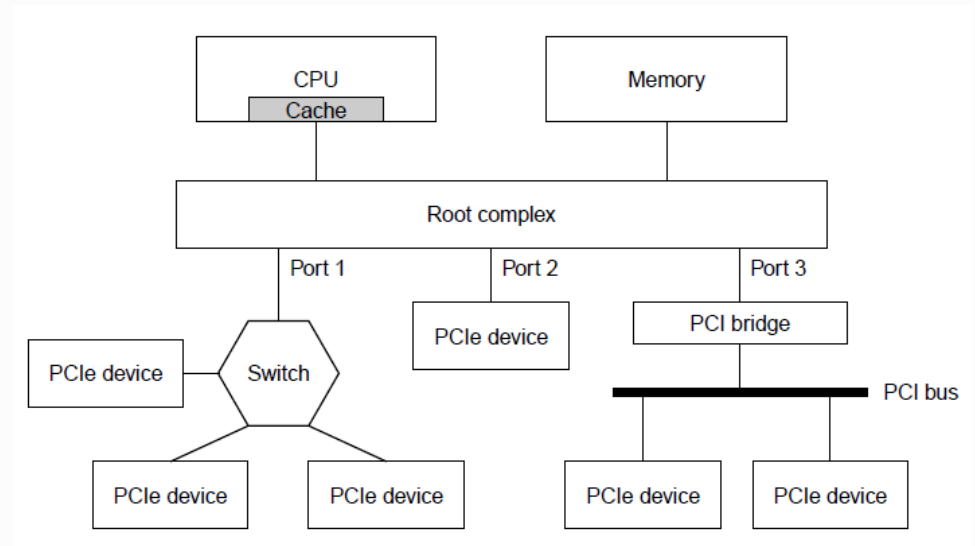 CPU
Cache
Memory
Root complex
Port 1
Port 2
Port 3
PCIe device
PCI bridge
PCIe device
Switch
PCI bus
PCIe device
PCIe device
PCIe device
PCIe device